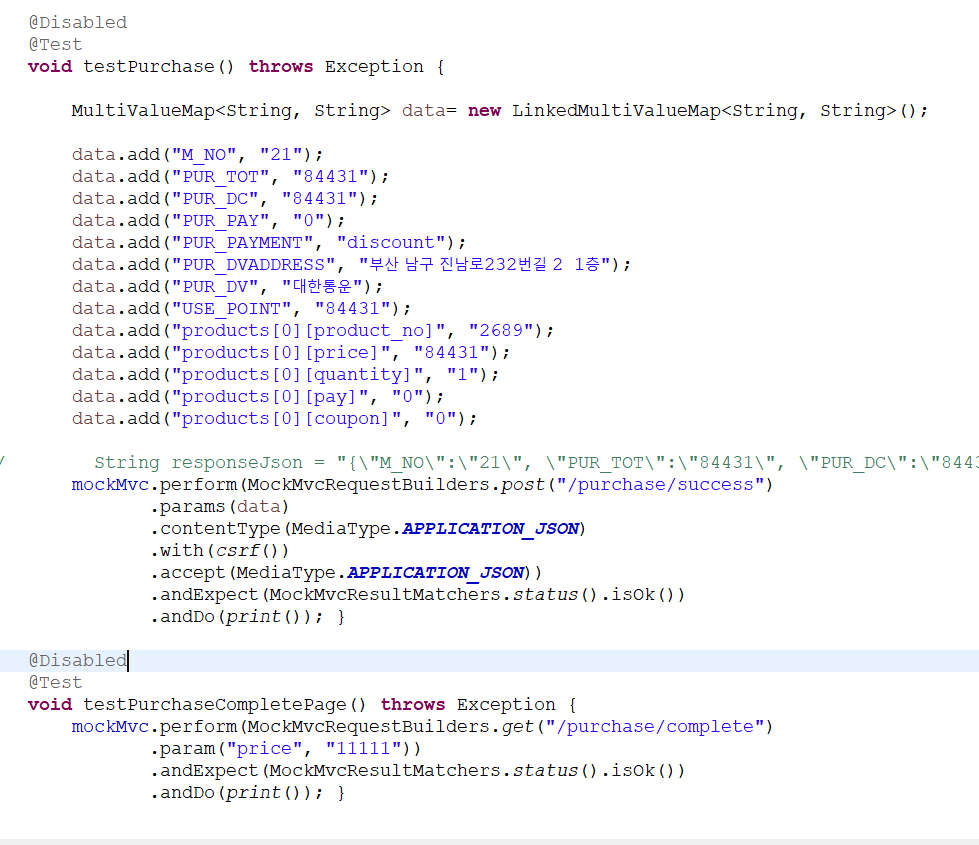 @Disabled
@Test
void testPurchase() throws Exception {
MultiValueMap<String, String> data= new LinkedMultiValueMap<String, String>();
data.add("M_NO", "21");
data.add("PUR_TOT", "84431");
data.add("PUR_DC", "84431");
data.add("PUR_PAY", "0");
data.add("PUR_PAYMENT", "discount");
data.add("PUR_DVADDRESS", "부산 남구 진남로232번길 2 1층");
data.add("PUR_DV", "대한통운");
data.add("USE_POINT", "84431");
data.add("products[0][product_no]", "2689");
data.add("products[0][price]", "84431");
data.add("products[0][quantity]", "1");
data.add("products[0][pay]", "0");
data.add("products[0][coupon]", "0");
/ String responseJson = "{\"M_NO\":\"21\", \"PUR_TOT\":\"84431\", \"PUR_DC\":\"8443
mockMvc.perform(MockMvcRequestBuilders.post("/purchase/success")
.params(data)
.contentType(MediaType.APPLICATION_JSON)
.with(csrf())
.accept(MediaType.APPLICATION_JSON))
.andExpect(MockMvcResultMatchers.status().isOk())
.andDo(print()); }
@Disabled
@Test
void testPurchaseCompletePage() throws Exception {
mockMvc.perform(MockMvcRequestBuilders.get("/purchase/complete")
.param("price", "11111"))
.andExpect(MockMvcResultMatchers.status().isOk())
.andDo(print()); }